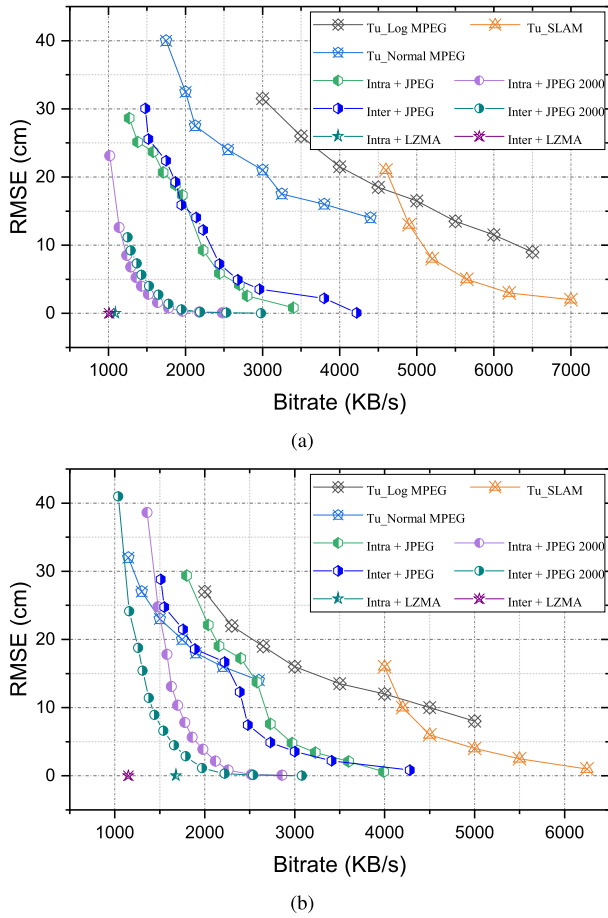 Tu_Log MPEG Tu_SLAM
Tu_Normal MPEG
Intra + JPEG Intra + JPEG 2000
Inter + JPEG Inter + JPEG 2000
Intra + LZMA Inter + LZMA
40
30
20
10
0
RMSE (cm)
1000 2000 3000 4000 5000 6000 7000
Bitrate (KB/s)
(a)
Tu_Log MPEG Tu_SLAM
Tu_Normal MPEG
Intra + JPEG Intra + JPEG 2000
Inter + JPEG Inter + JPEG 2000
Intra + LZMA Inter + LZMA
40
30
20
10
0
RMSE (cm)
1000 2000 3000 4000 5000 6000
Bitrate (KB/s)
(b)